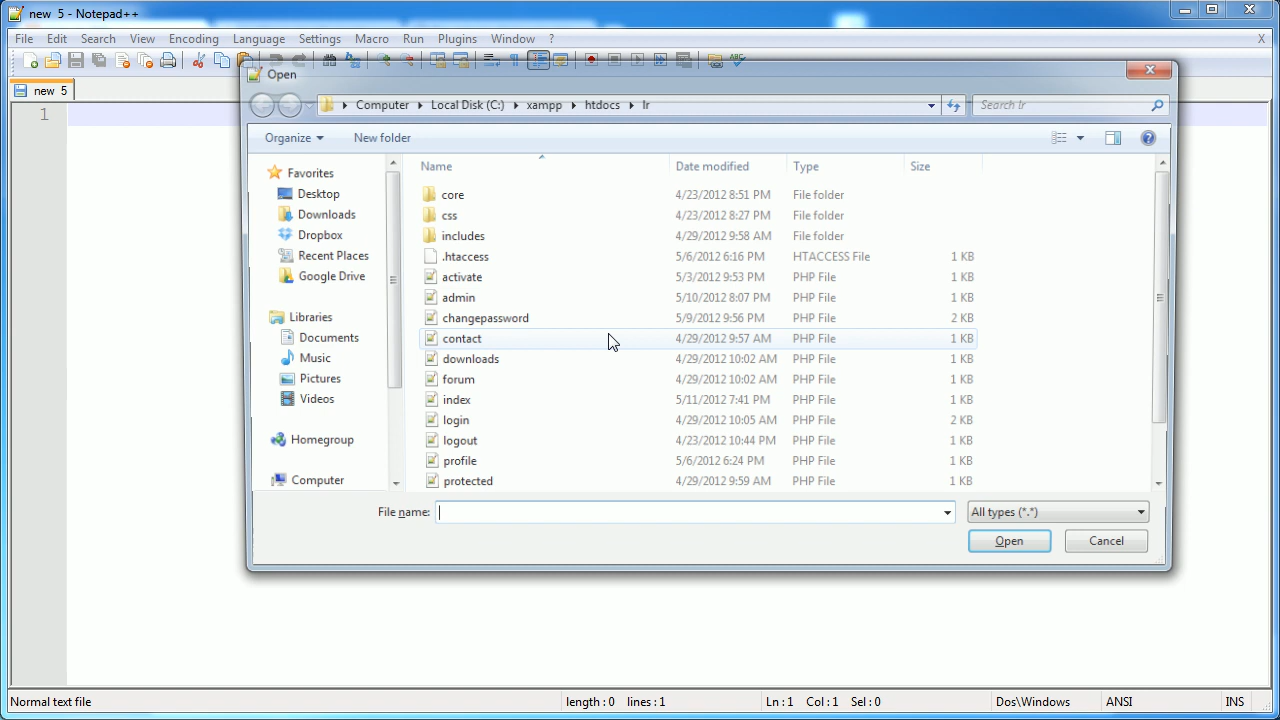 new 5 - Notepad++
File Edit Search View Encoding Language Settings Macro Run Plugins Window ? X
new 5
1
Open
Computer Local Disk (C:) xampp htdocs lr
Search lr
Organize New folder
Favorites
Desktop
Downloads
Dropbox
Recent Places
Google Drive
Libraries
Documents
Music
Pictures
Videos
Homegroup
Computer
Name Date modified Type Size
core 4/23/2012 8:51 PM File folder
css 4/23/2012 8:27 PM File folder
includes 4/29/2012 9:58 AM File folder
.htaccess 5/6/2012 6:16 PM HTACCESS File 1 KB
activate 5/3/2012 9:53 PM PHP File 1 KB
admin 5/10/2012 8:07 PM PHP File 1 KB
changepassword 5/9/2012 9:56 PM PHP File 2 KB
contact 4/29/2012 9:57 AM PHP File 1 KB
downloads 4/29/2012 10:02 AM PHP File 1 KB
forum 4/29/2012 10:02 AM PHP File 1 KB
index 5/11/2012 7:41 PM PHP File 1 KB
login 4/29/2012 10:05 AM PHP File 2 KB
logout 4/23/2012 10:44 PM PHP File 1 KB
profile 5/6/2012 6:24 PM PHP File 1 KB
protected 4/29/2012 9:59 AM PHP File 1 KB
File name: All types (*.*)
Open Cancel
Normal text file length : 0 lines : 1 Ln : 1 Col : 1 Sel : 0 Dos\Windows ANSI INS